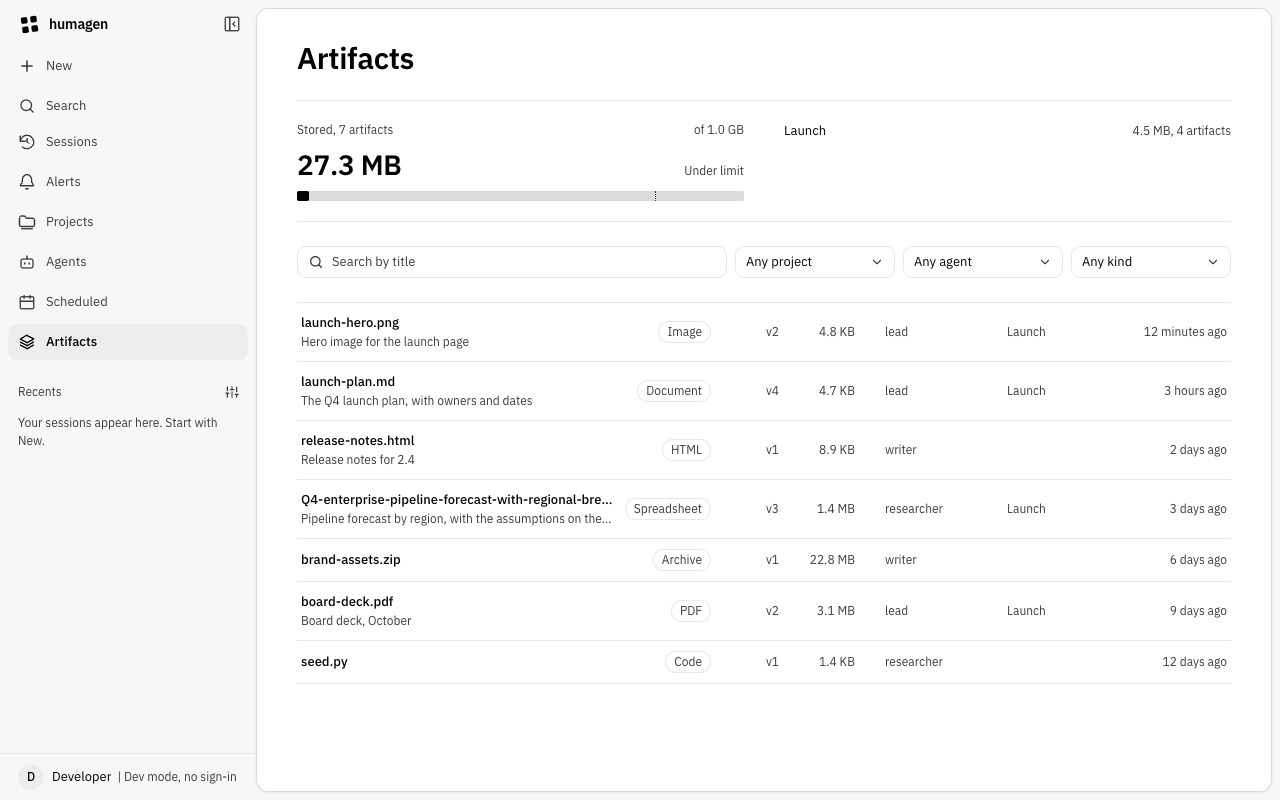 humagen
New
Search
Sessions
Alerts
Projects
Agents
Scheduled
Artifacts
Recents
Your sessions appear here. Start with
New.
D Developer | Dev mode, no sign-in
Artifacts
Stored, 7 artifacts of 1.0 GB
27.3 MB Under limit
Launch 4.5 MB, 4 artifacts
Search by title Any project Any agent Any kind
launch-hero.png
Hero image for the launch page
Image v2 4.8 KB lead Launch 12 minutes ago
launch-plan.md
The Q4 launch plan, with owners and dates
Document v4 4.7 KB lead Launch 3 hours ago
release-notes.html
Release notes for 2.4
HTML v1 8.9 KB writer 2 days ago
Q4-enterprise-pipeline-forecast-with-regional-bre...
Pipeline forecast by region, with the assumptions on the...
Spreadsheet v3 1.4 MB researcher Launch 3 days ago
brand-assets.zip Archive v1 22.8 MB writer 6 days ago
board-deck.pdf
Board deck, October
PDF v2 3.1 MB lead Launch 9 days ago
seed.py Code v1 1.4 KB researcher 12 days ago